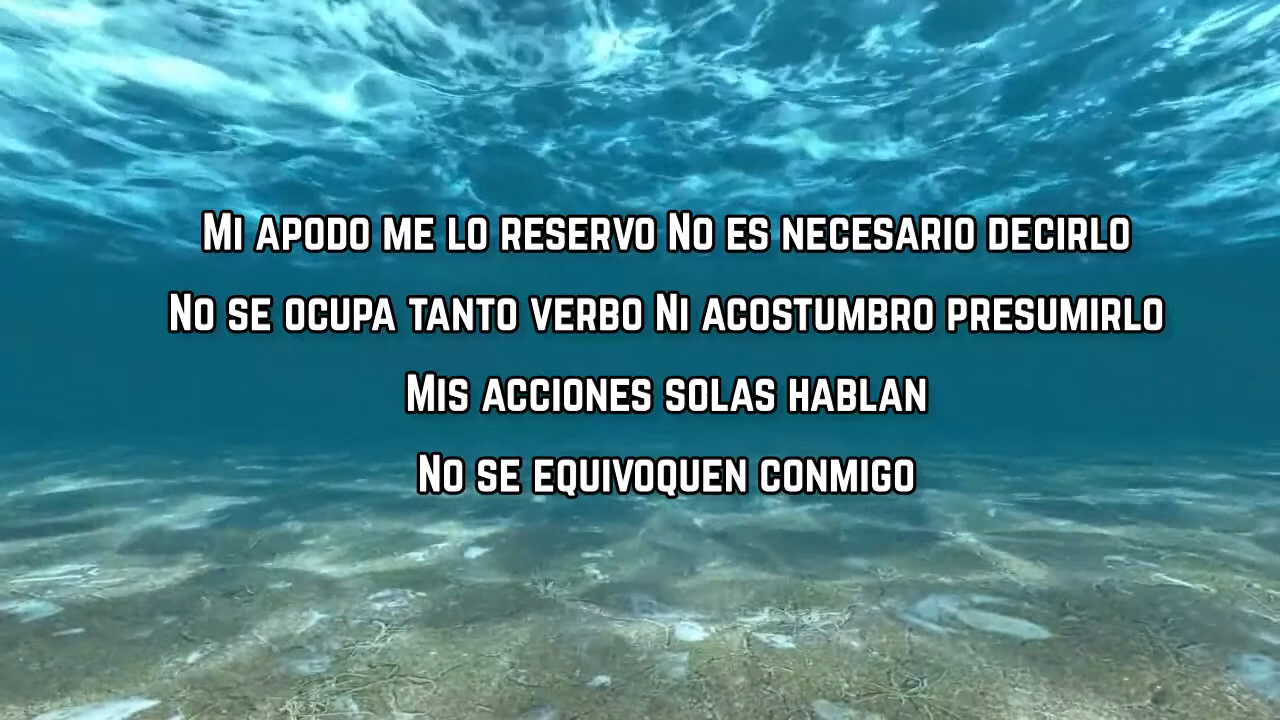 Mi apodo me lo reservo No es necesario decirlo
No se ocupa tanto verbo Ni acostumbro presumirlo
Mis acciones solas hablan
No se equivoquen conmigo